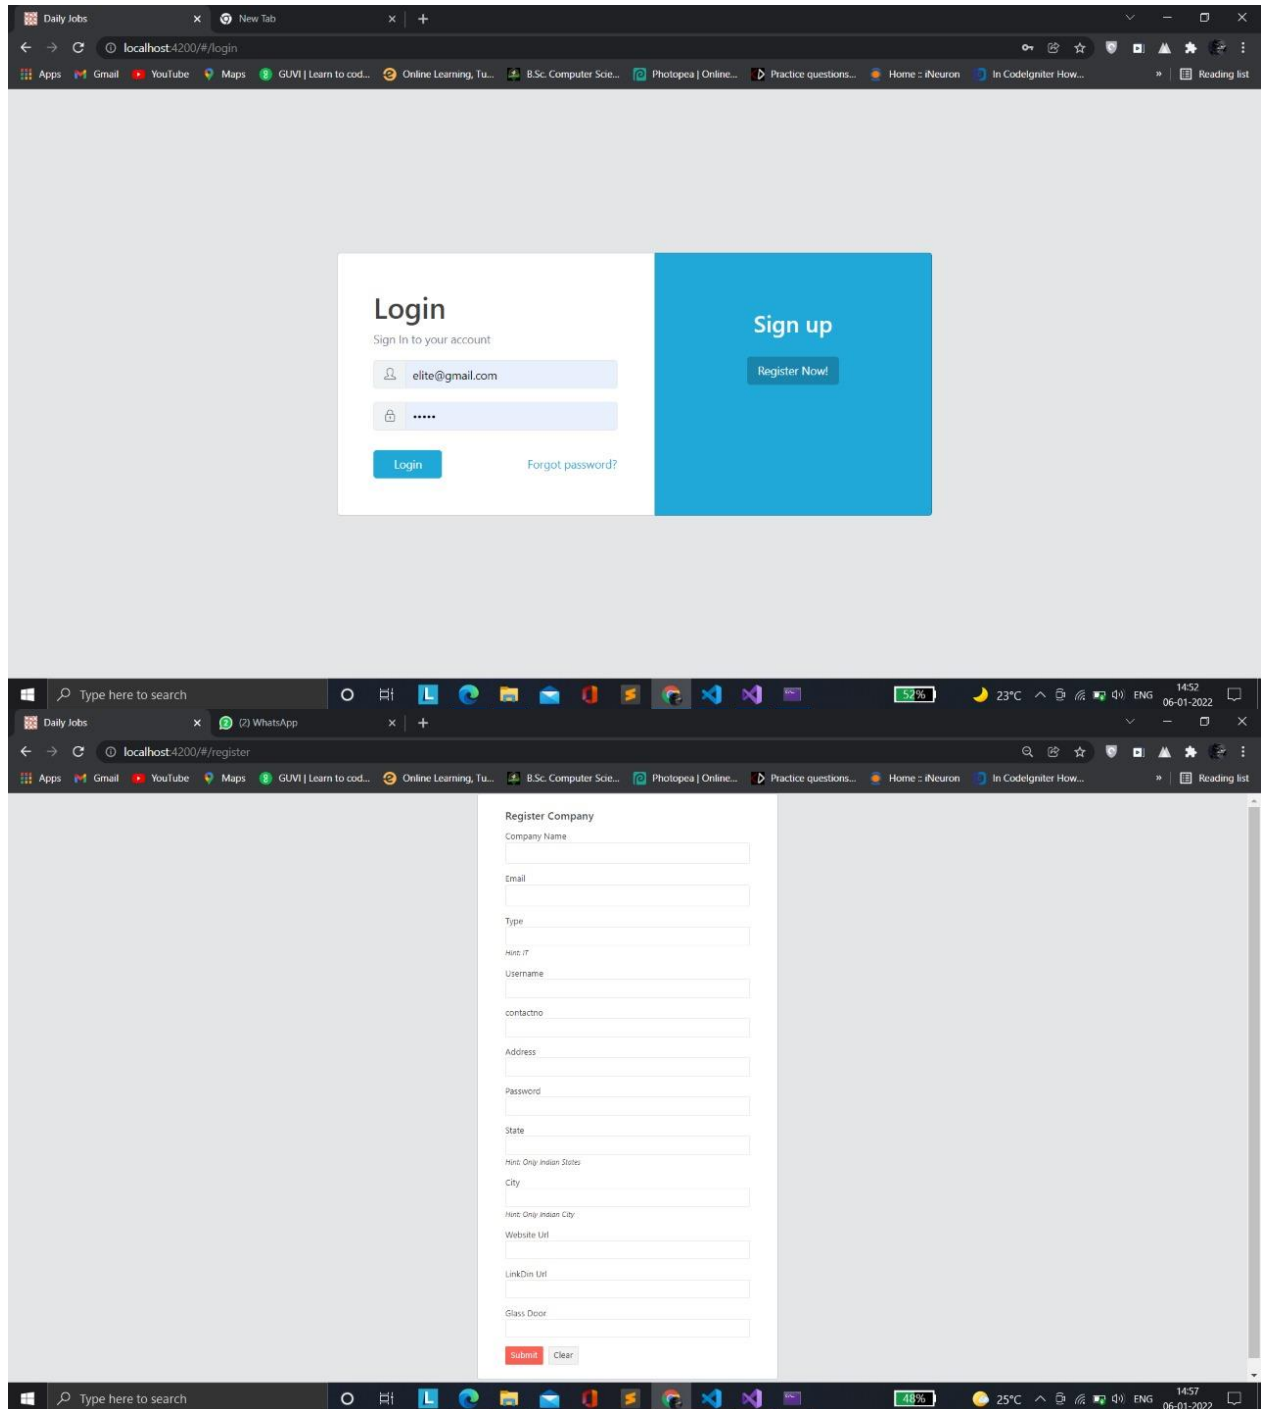 Daily Jobs
New Tab
localhost:4200/#/login
Apps Gmail YouTube Maps GUVI | Learn to cod... Online Learning, Tu... B.Sc. Computer Scie... Photopea | Online... Practice questions... Home :: iNeuron In CodeIgniter How... » Reading list
Login
Sign In to your account
elite@gmail.com
•••••
Login Forgot password?
Sign up
Register Now!
Type here to search
L
52%
23°C
ENG
14:52
06-01-2022
Daily Jobs
(2) WhatsApp
localhost:4200/#/register
Apps Gmail YouTube Maps GUVI | Learn to cod... Online Learning, Tu... B.Sc. Computer Scie... Photopea | Online... Practice questions... Home :: iNeuron In CodeIgniter How... » Reading list
Register Company
Company Name
Email
Type
Hint: IT
Username
contactno
Address
Password
State
Hint: Only Indian States
City
Hint: Only Indian City
Website Url
LinkDin Url
Glass Door
Submit Clear
Type here to search
L
48%
25°C
ENG
14:57
06-01-2022